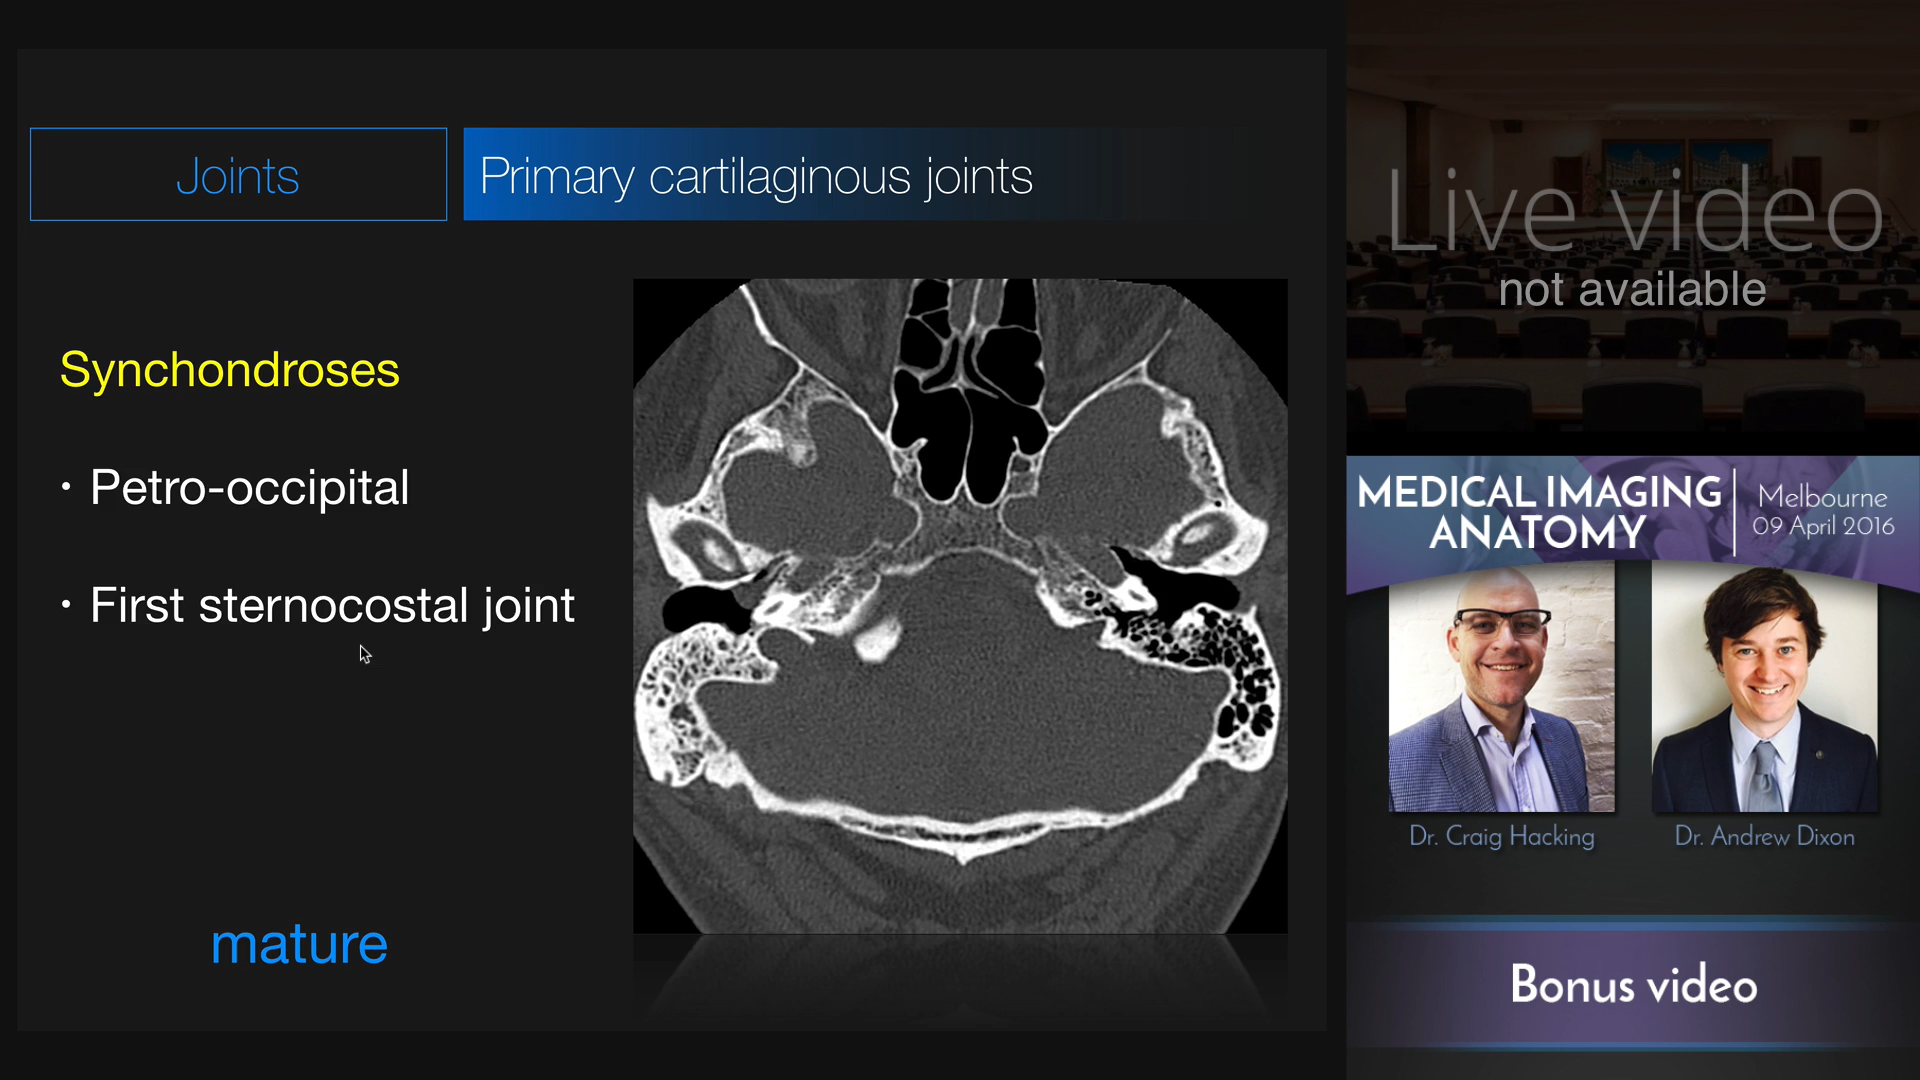 Joints
Primary cartilaginous joints
Synchondroses
• Petro-occipital
• First sternocostal joint
mature
Live video
not available
MEDICAL IMAGING
ANATOMY
Melbourne
09 April 2016
Dr. Craig Hacking
Dr. Andrew Dixon
Bonus video